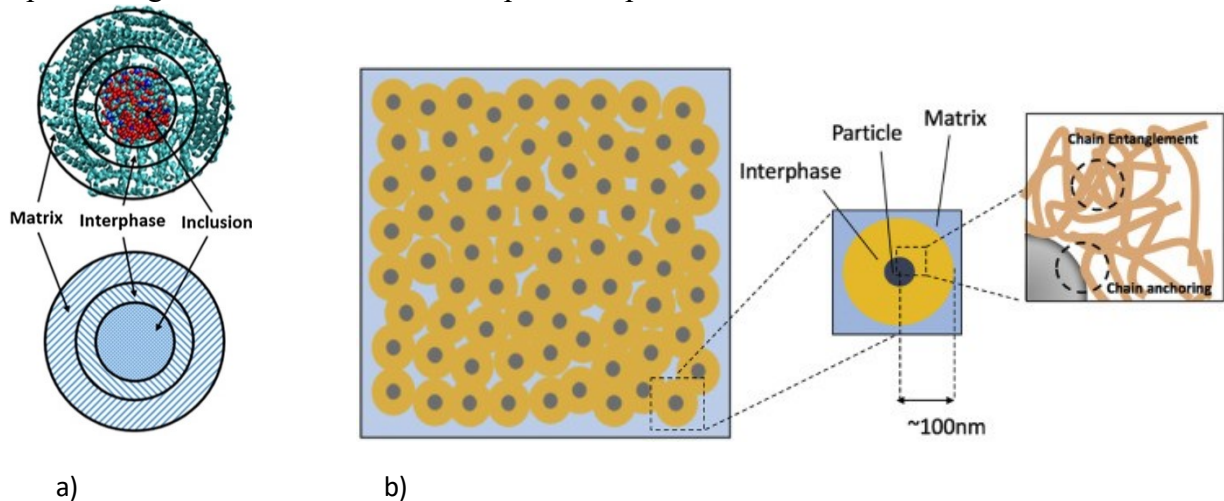 Matrix Interphase Inclusion
Interphase
Particle
Matrix
~100nm
Chain Entanglement
Chain anchoring
a)
b)